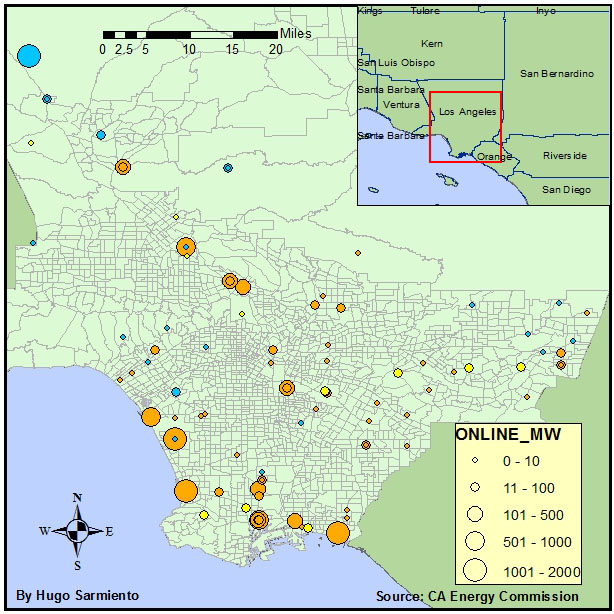 Kings Tulare Inyo
Kern
San Luis Obispo
San Bernardino
Santa Barbara
Ventura
Los Angeles
Santa Barbara
Orange
Riverside
San Diego
Miles
0 2.5 5 10 15 20
ONLINE_MW
0 - 10
11 - 100
101 - 500
501 - 1000
1001 - 2000
N
W E
S
By Hugo Sarmiento
Source: CA Energy Commission